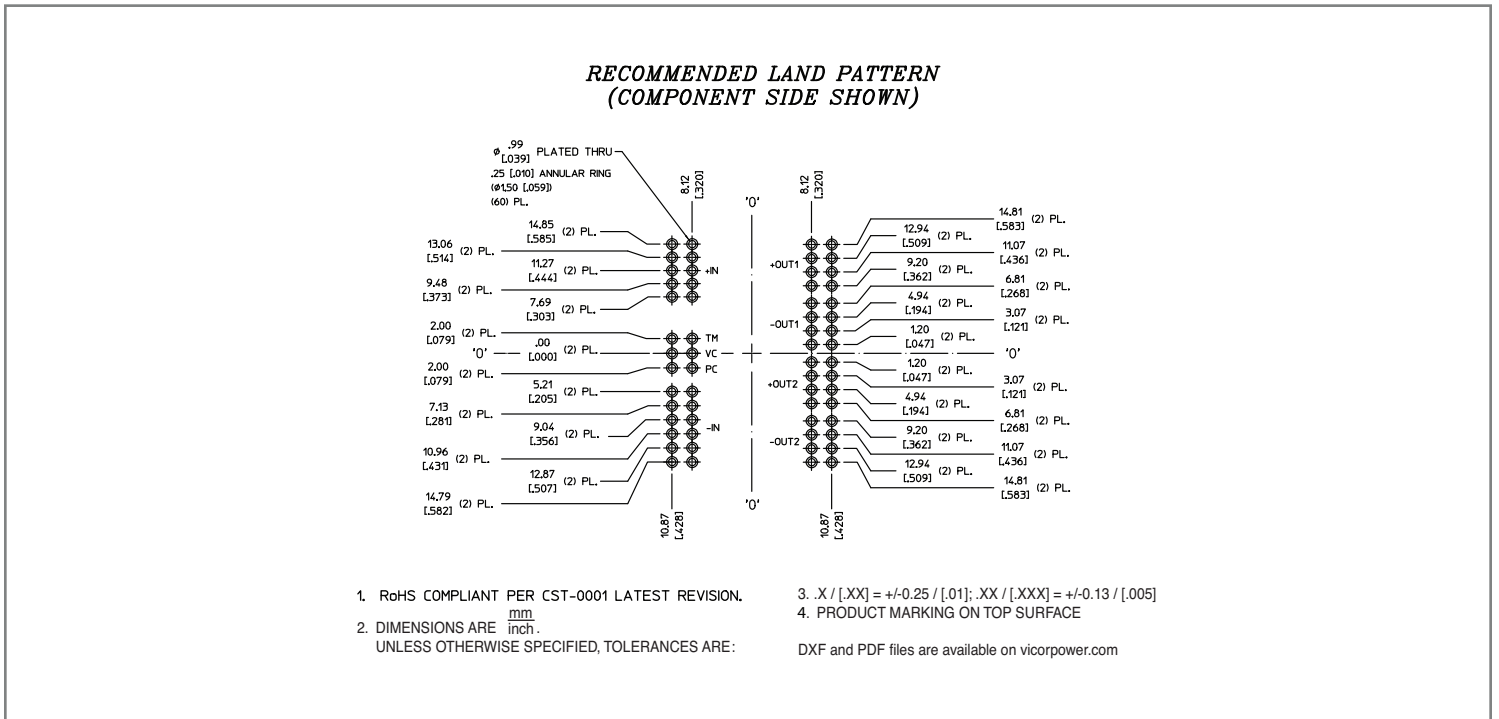 RECOMMENDED LAND PATTERN
(COMPONENT SIDE SHOWN)
ø .99 [.039] PLATED THRU
.25 [.010] ANNULAR RING
(ø1.50 [.059])
(60) PL.
8.12 [.320]
'0'
8.12 [.320]
14.85 [.585] (2) PL.
13.06 [.514] (2) PL.
11.27 [.444] (2) PL.
9.48 [.373] (2) PL.
7.69 [.303] (2) PL.
2.00 [.079] (2) PL.
'0'
.00 [.000] (2) PL.
2.00 [.079] (2) PL.
5.21 [.205] (2) PL.
7.13 [.281] (2) PL.
9.04 [.356] (2) PL.
10.96 [.431] (2) PL.
12.87 [.507] (2) PL.
14.79 [.582] (2) PL.
+IN
TM
VC
PC
-IN
10.87 [.428]
'0'
10.87 [.428]
+OUT1
-OUT1
+OUT2
-OUT2
14.81 [.583] (2) PL.
12.94 [.509] (2) PL.
11.07 [.436] (2) PL.
9.20 [.362] (2) PL.
6.81 [.268] (2) PL.
4.94 [.194] (2) PL.
3.07 [.121] (2) PL.
1.20 [.047] (2) PL.
'0'
1.20 [.047] (2) PL.
3.07 [.121] (2) PL.
4.94 [.194] (2) PL.
6.81 [.268] (2) PL.
9.20 [.362] (2) PL.
11.07 [.436] (2) PL.
12.94 [.509] (2) PL.
14.81 [.583] (2) PL.
1. RoHS COMPLIANT PER CST-0001 LATEST REVISION.
2. DIMENSIONS ARE mm / inch.
UNLESS OTHERWISE SPECIFIED, TOLERANCES ARE:
3. .X / [.XX] = +/-0.25 / [.01]; .XX / [.XXX] = +/-0.13 / [.005]
4. PRODUCT MARKING ON TOP SURFACE
DXF and PDF files are available on vicorpower.com